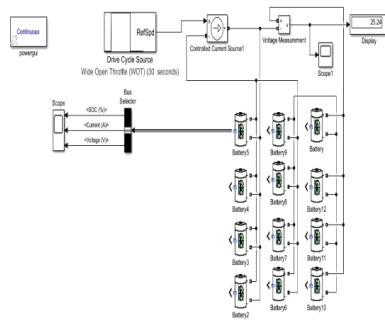 Continuous
powergui
RefSpd
Drive Cycle Source
Wide Open Throttle (WOT) (30 seconds)
Controlled Current Source1
Voltage Measurement
25.24
Display
Scope1
Scope
Bus
Selector
<SOC (%)>
<Current (A)>
<Voltage (V)>
Battery5
Battery9
Battery
Battery4
Battery8
Battery12
Battery3
Battery7
Battery11
Battery2
Battery6
Battery10